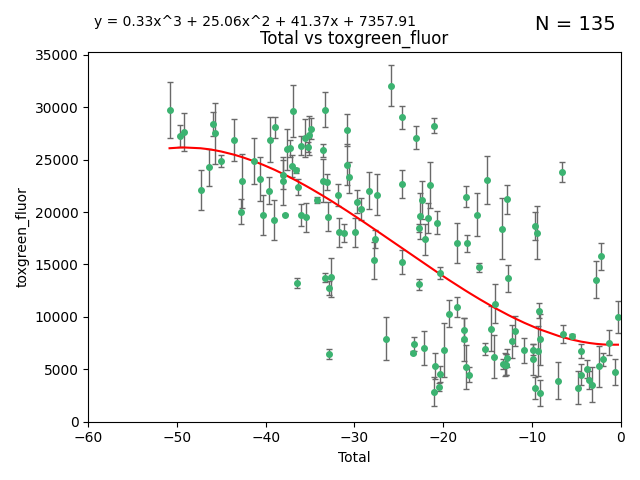 y = 0.33x^3 + 25.06x^2 + 41.37x + 7357.91
N = 135
Total vs toxgreen_fluor
35000
30000
25000
20000
15000
10000
5000
0
toxgreen_fluor
−60 −50 −40 −30 −20 −10 0
Total